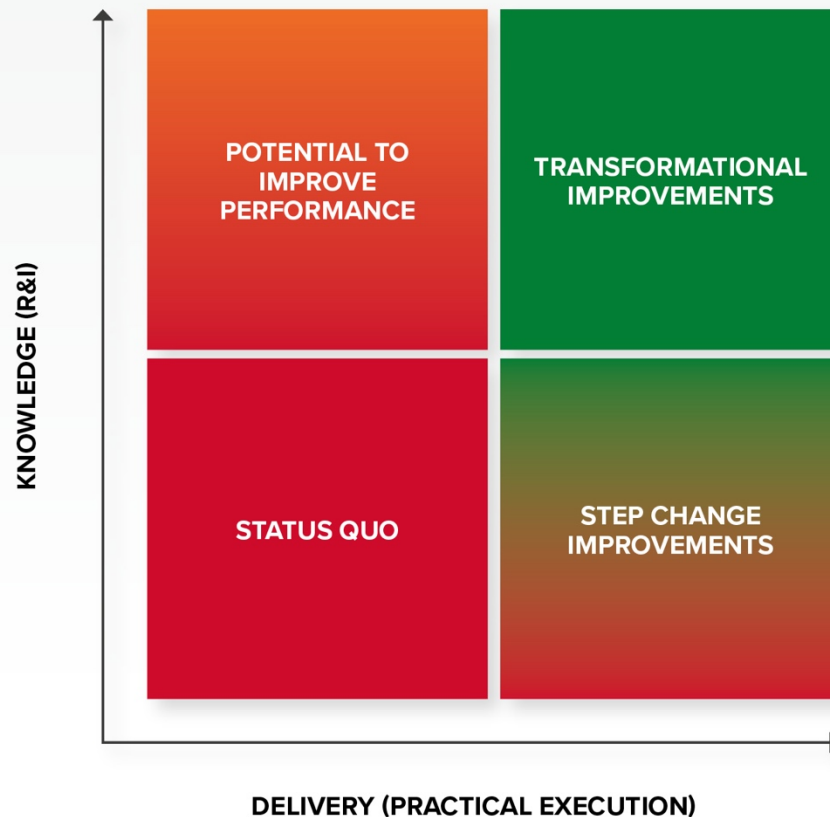 POTENTIAL TO
IMPROVE
PERFORMANCE
TRANSFORMATIONAL
IMPROVEMENTS
KNOWLEDGE (R&I)
STATUS QUO
STEP CHANGE
IMPROVEMENTS
DELIVERY (PRACTICAL EXECUTION)